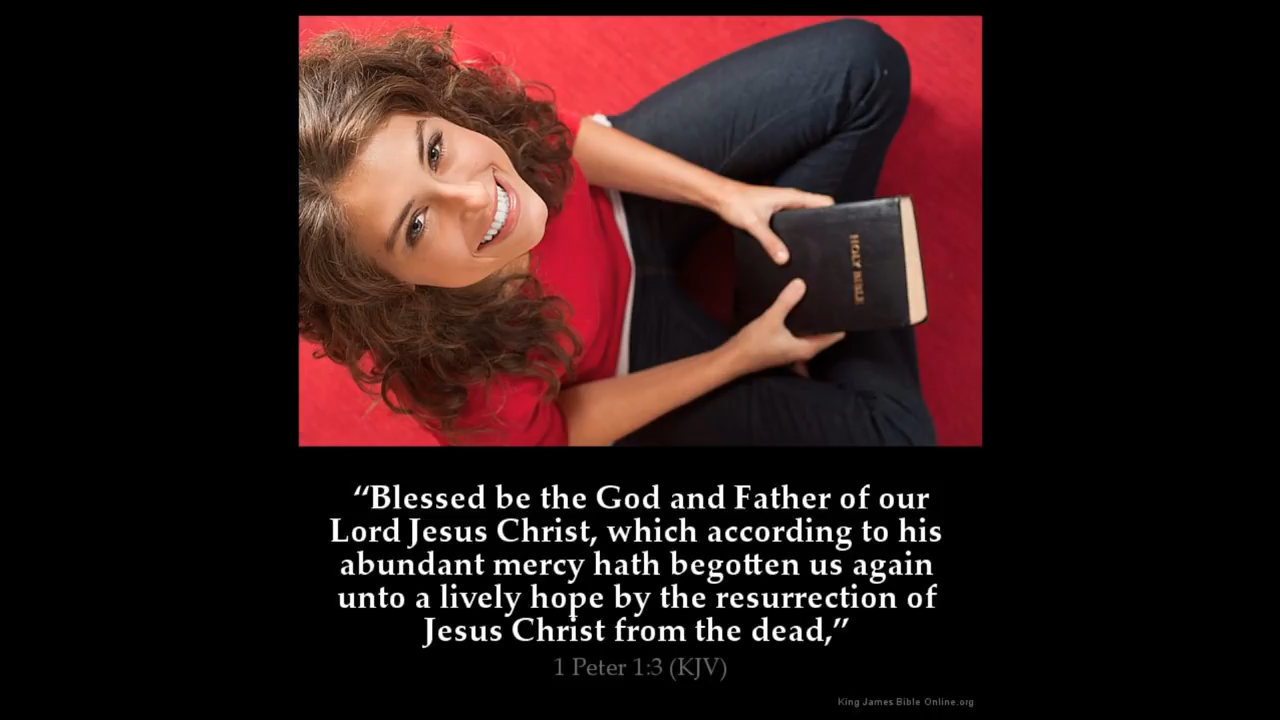 HOLY BIBLE
“Blessed be the God and Father of our
Lord Jesus Christ, which according to his
abundant mercy hath begotten us again
unto a lively hope by the resurrection of
Jesus Christ from the dead,”
1 Peter 1:3 (KJV)
King James Bible Online.org